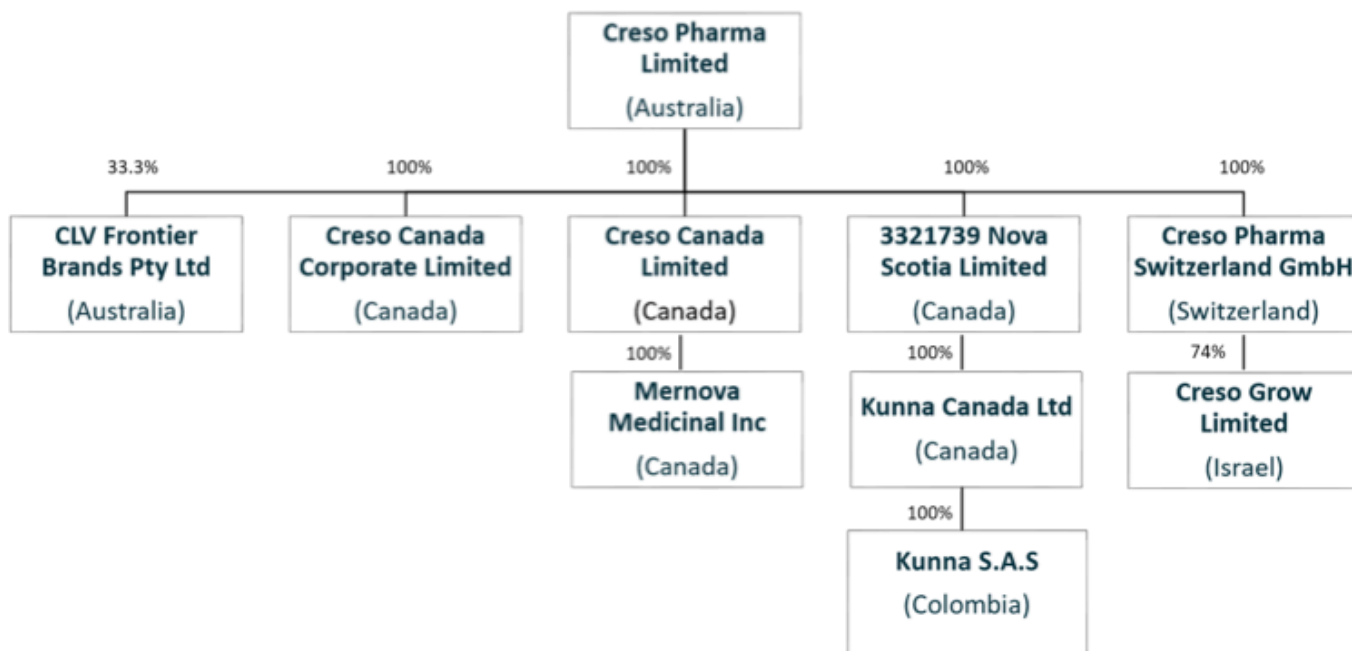 Creso Pharma
Limited
(Australia)
33.3%
100%
100%
100%
100%
CLV Frontier
Brands Pty Ltd
(Australia)
Creso Canada
Corporate Limited
(Canada)
Creso Canada
Limited
(Canada)
3321739 Nova
Scotia Limited
(Canada)
Creso Pharma
Switzerland GmbH
(Switzerland)
100%
100%
74%
Mernova
Medicinal Inc
(Canada)
Kunna Canada Ltd
(Canada)
Creso Grow
Limited
(Israel)
100%
Kunna S.A.S
(Colombia)